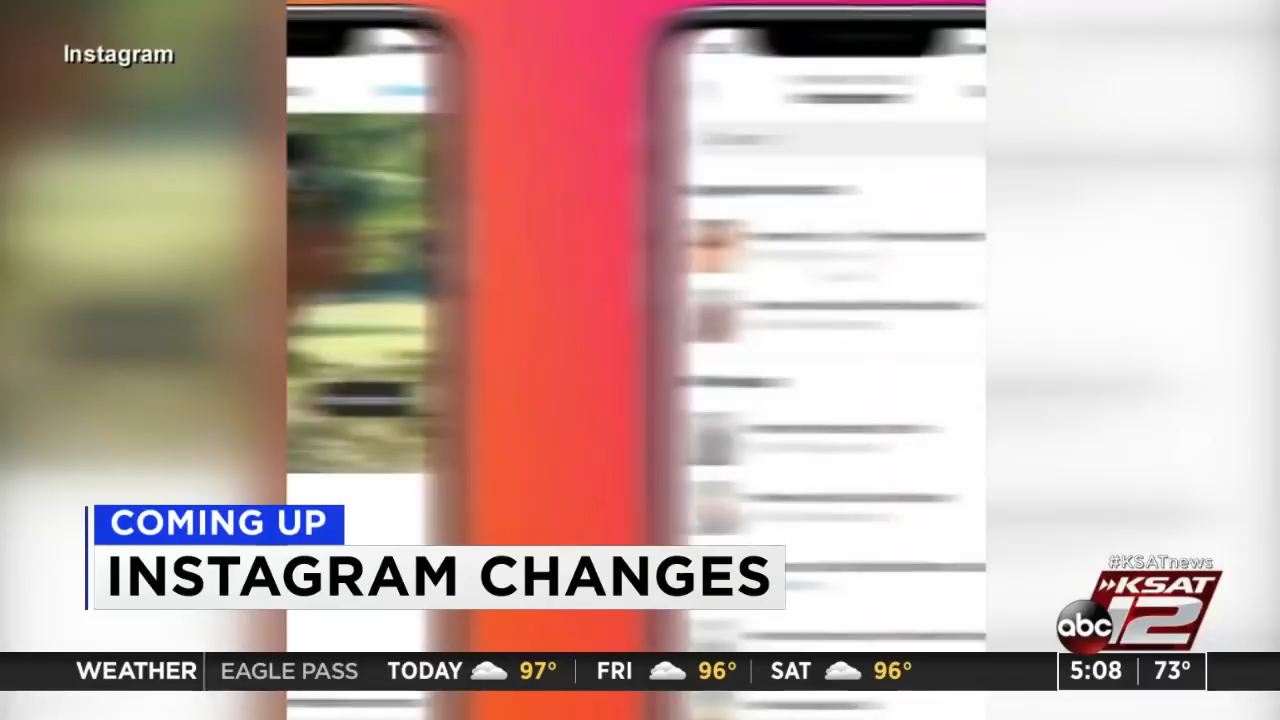 Instagram
COMING UP
INSTAGRAM CHANGES
#KSATnews
KSAT
abc 12
WEATHER EAGLE PASS TODAY 97° FRI 96° SAT 96° 5:08 73°